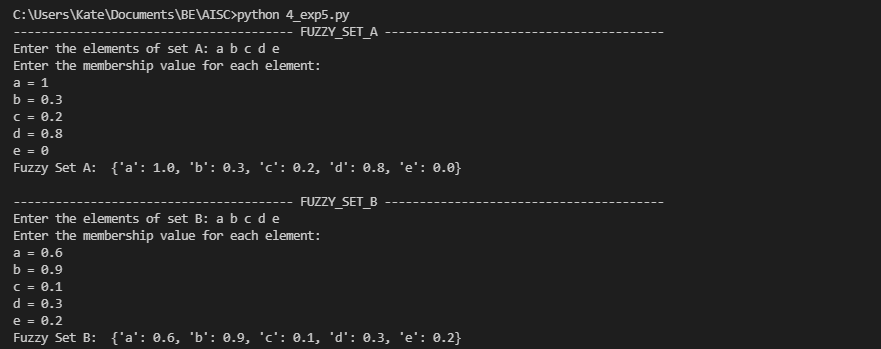 C:\Users\Kate\Documents\BE\AISC>python 4_exp5.py
---------------------------------------- FUZZY_SET_A ----------------------------------------
Enter the elements of set A: a b c d e
Enter the membership value for each element:
a = 1
b = 0.3
c = 0.2
d = 0.8
e = 0
Fuzzy Set A:  {'a': 1.0, 'b': 0.3, 'c': 0.2, 'd': 0.8, 'e': 0.0}
---------------------------------------- FUZZY_SET_B ----------------------------------------
Enter the elements of set B: a b c d e
Enter the membership value for each element:
a = 0.6
b = 0.9
c = 0.1
d = 0.3
e = 0.2
Fuzzy Set B:  {'a': 0.6, 'b': 0.9, 'c': 0.1, 'd': 0.3, 'e': 0.2}